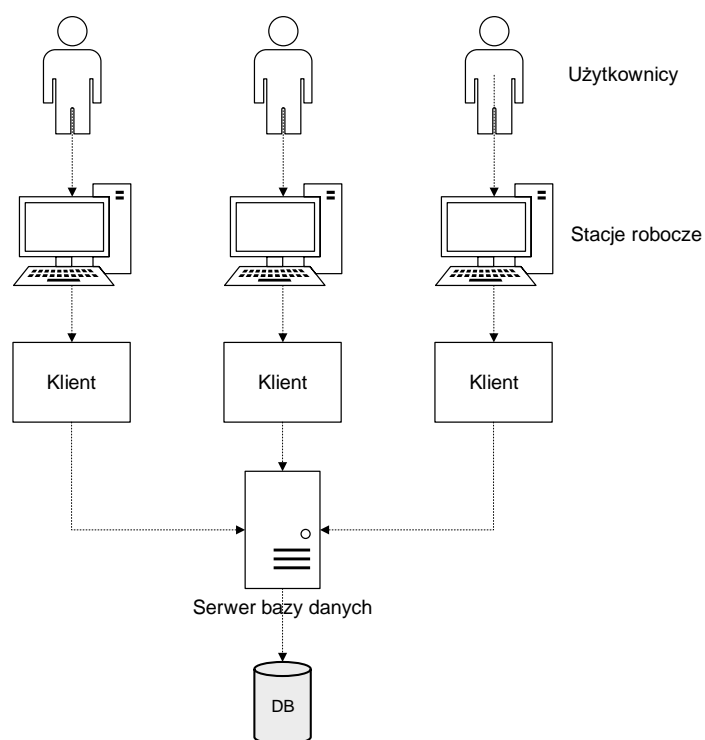 Użytkownicy
Stacje robocze
Klient
Klient
Klient
Serwer bazy danych
DB